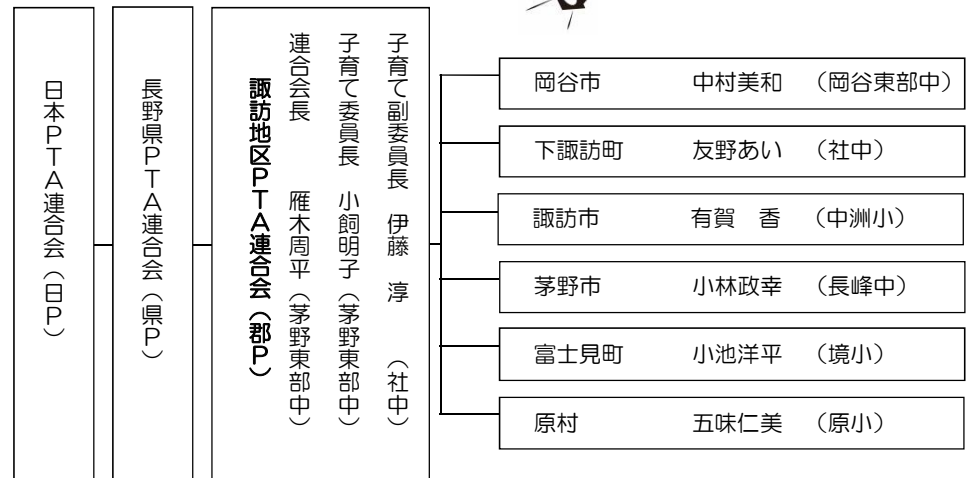 日本PTA連合会（日P）
長野県PTA連合会（県P）
諏訪地区PTA連合会（郡P）
連合会長　雁木周平（茅野東部中）
子育て委員長　小飼明子（茅野東部中）
子育て副委員長　伊藤　淳　（社中）
岡谷市　中村美和　（岡谷東部中）
下諏訪町　友野あい　（社中）
諏訪市　有賀　香　（中洲小）
茅野市　小林政幸　（長峰中）
富士見町　小池洋平　（境小）
原村　五味仁美　（原小）